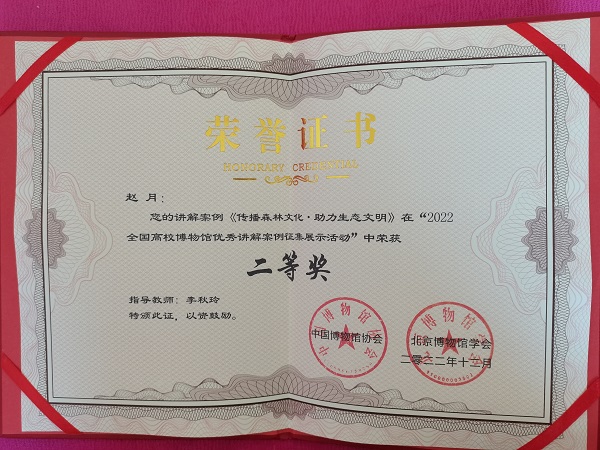 荣誉证书
HONORARY CREDENTIAL
赵 月：
您的讲解案例《传播森林文化·助力生态文明》在“2022
全国高校博物馆优秀讲解案例征集展示活动”中荣获
二等奖
指导教师：李秋玲
特颁此证，以资鼓励。
中国博物馆协会 北京博物馆学会
二〇二二年十二月